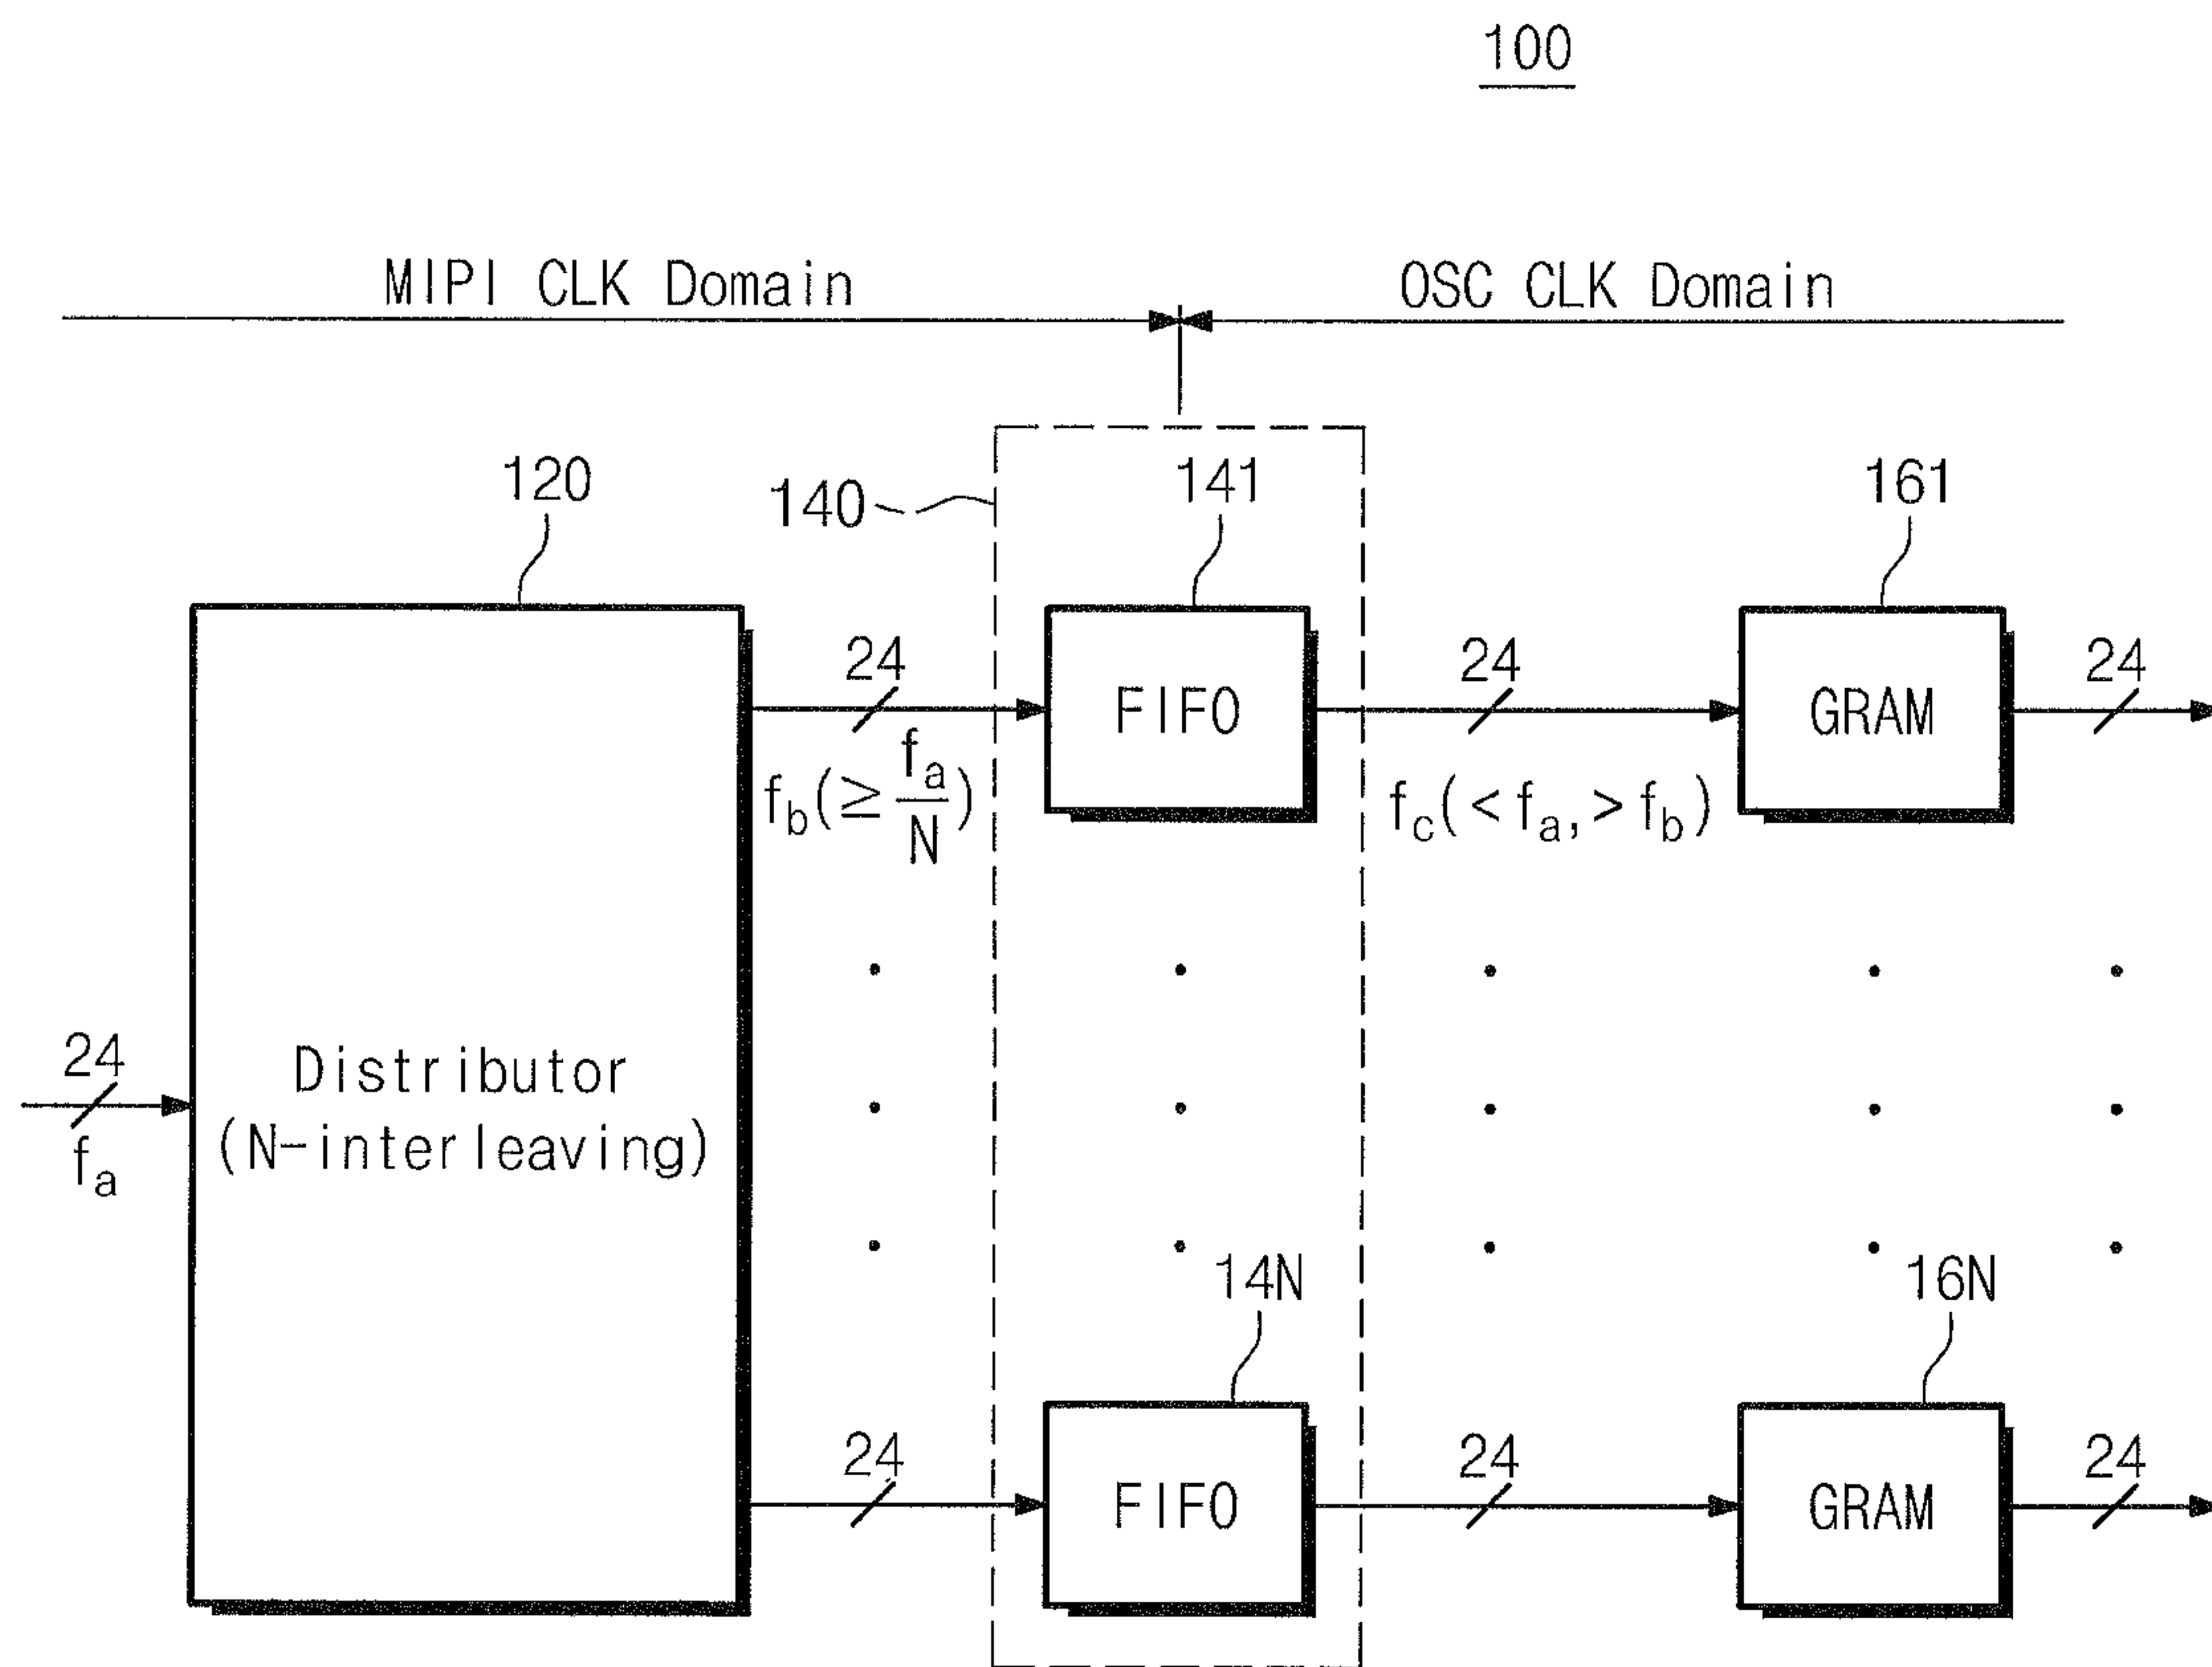 100
MIPI CLK Domain
OSC CLK Domain
120
140
141
161
24
24
24
FIFO
GRAM
f_b(≥ f_a/N)
f_c(<f_a, >f_b)
24
f_a
Distributor
(N-interleaving)
14N
16N
24
24
24
FIFO
GRAM